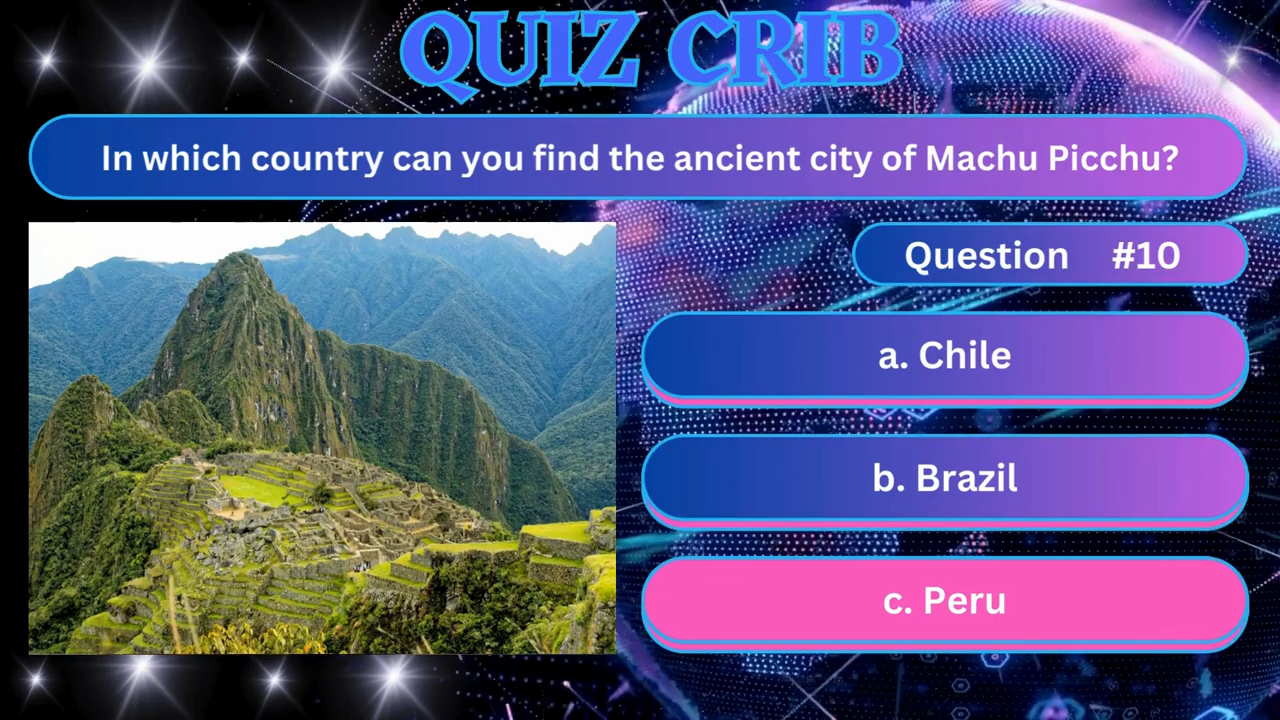 QUIZ CRIB
In which country can you find the ancient city of Machu Picchu?
Question #10
a. Chile
b. Brazil
c. Peru